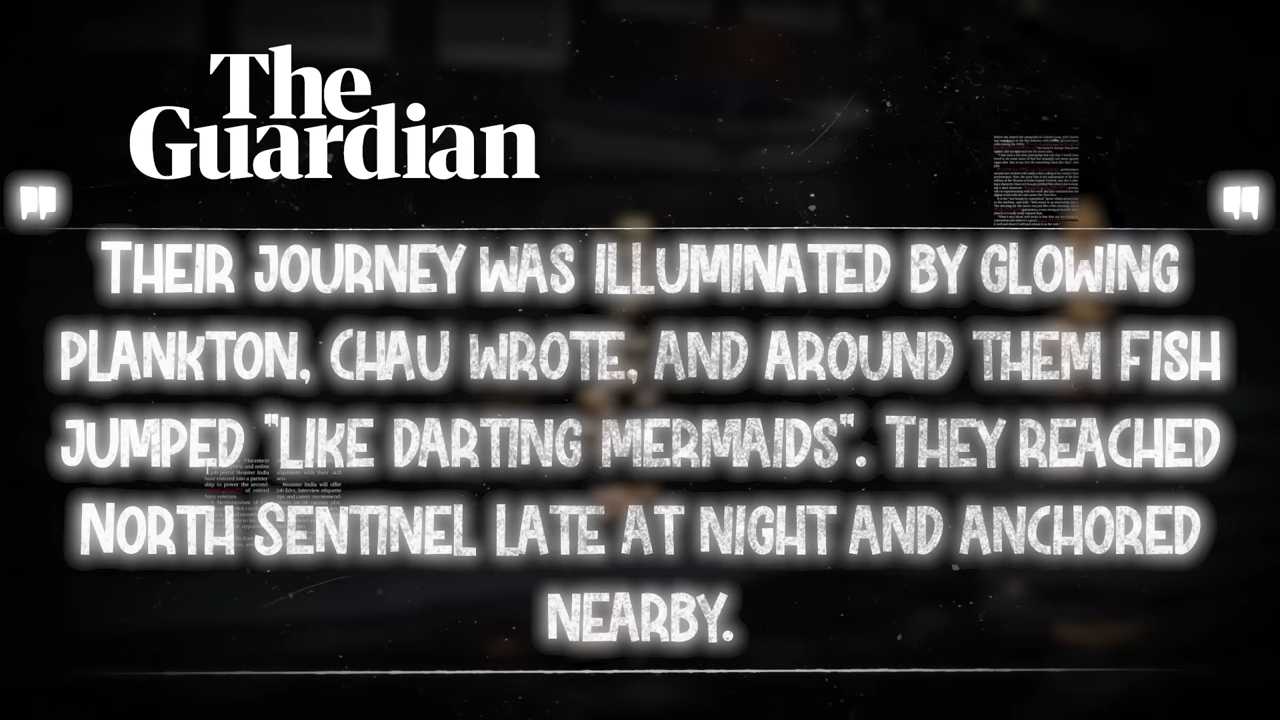 The
Guardian
"
"
THEIR JOURNEY WAS ILLUMINATED BY GLOWING
PLANKTON, CHAU WROTE, AND AROUND THEM FISH
JUMPED "LIKE DARTING MERMAIDS". THEY REACHED
NORTH SENTINEL LATE AT NIGHT AND ANCHORED
NEARBY.